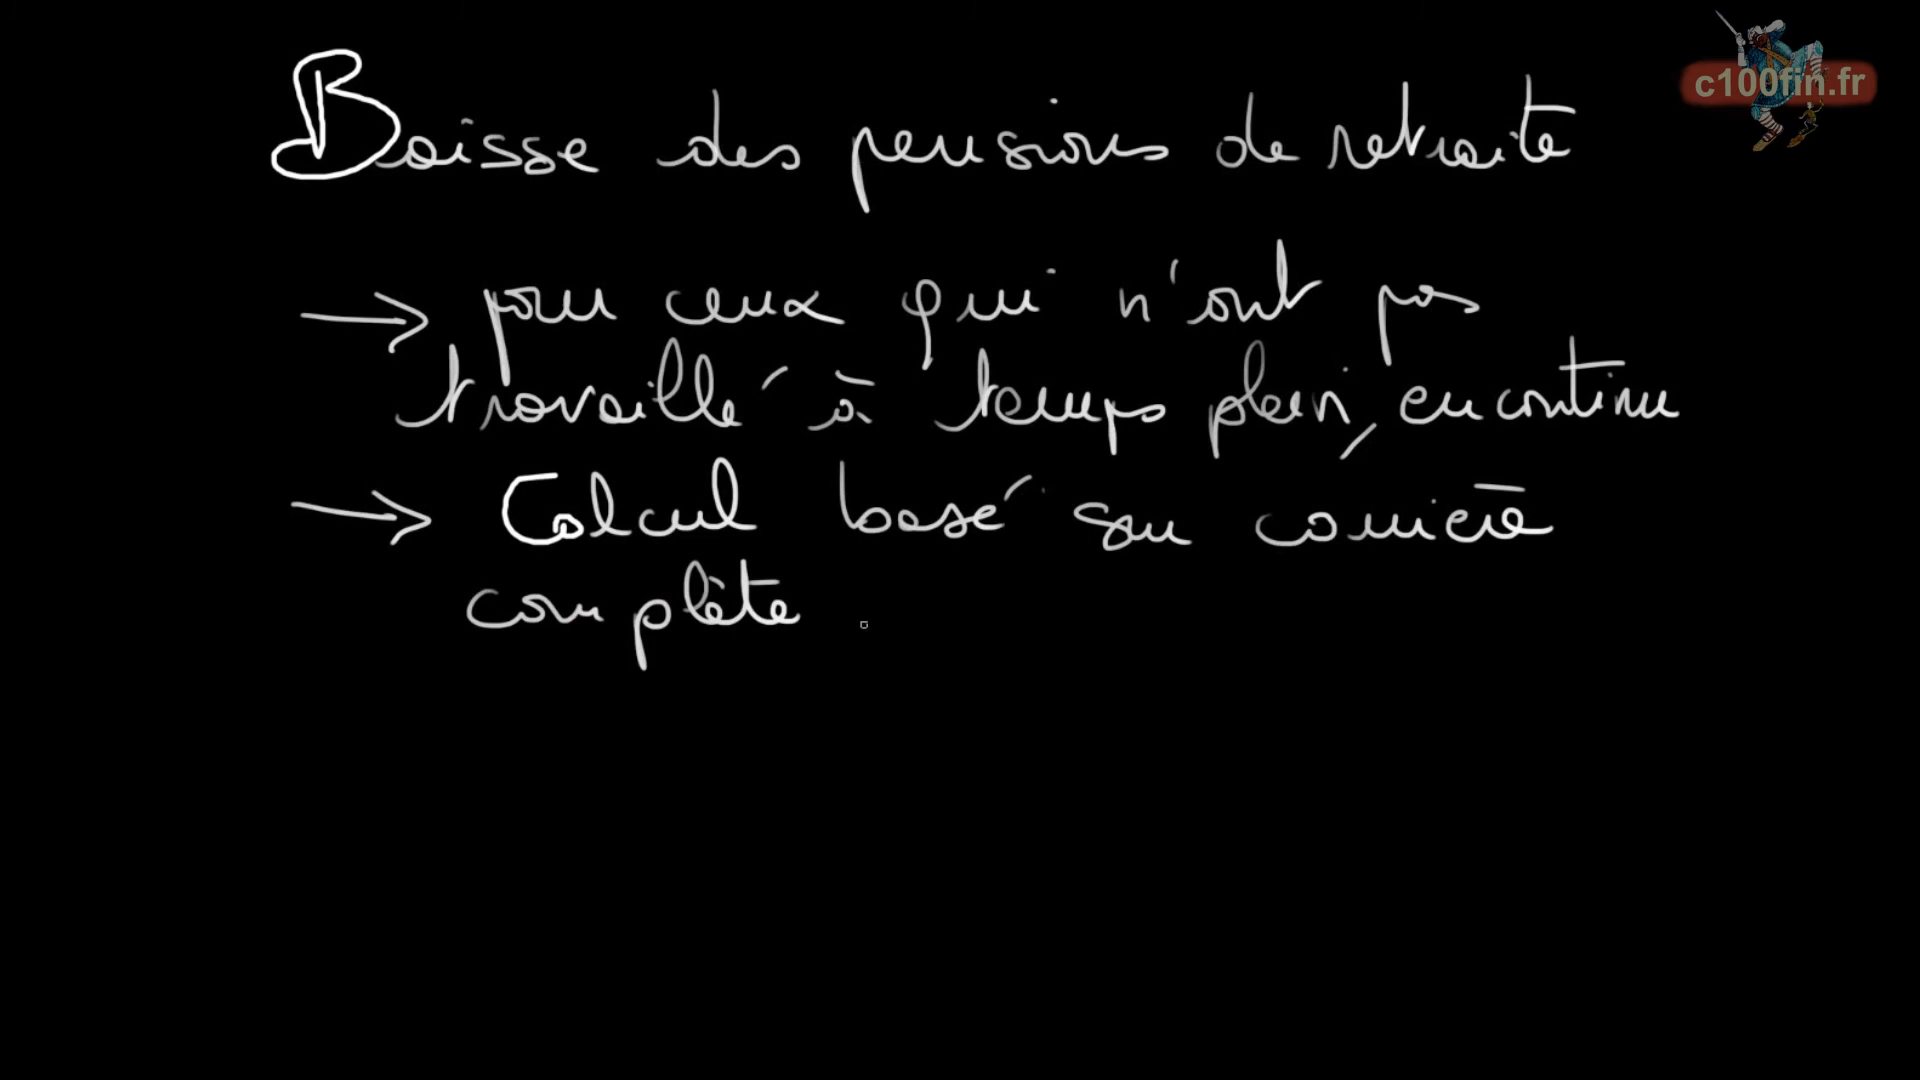 c100fin.fr
Baisse des pensions de retraite
→ pour ceux qui n'ont pas
travaillé à temps plein, en continu
→ Calcul basé sur carrière
complète